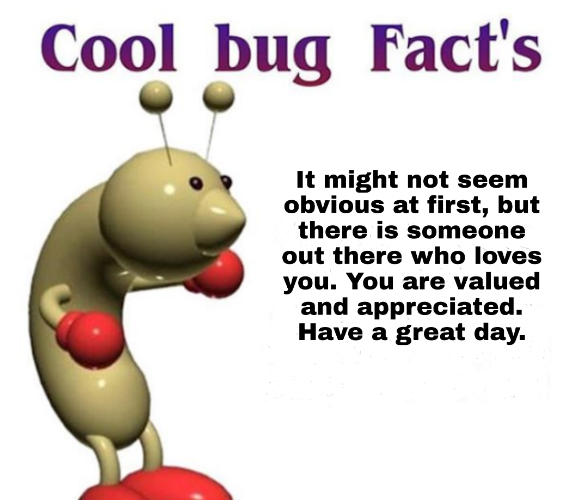 Cool bug Fact's
It might not seem
obvious at first, but
there is someone
out there who loves
you. You are valued
and appreciated.
Have a great day.